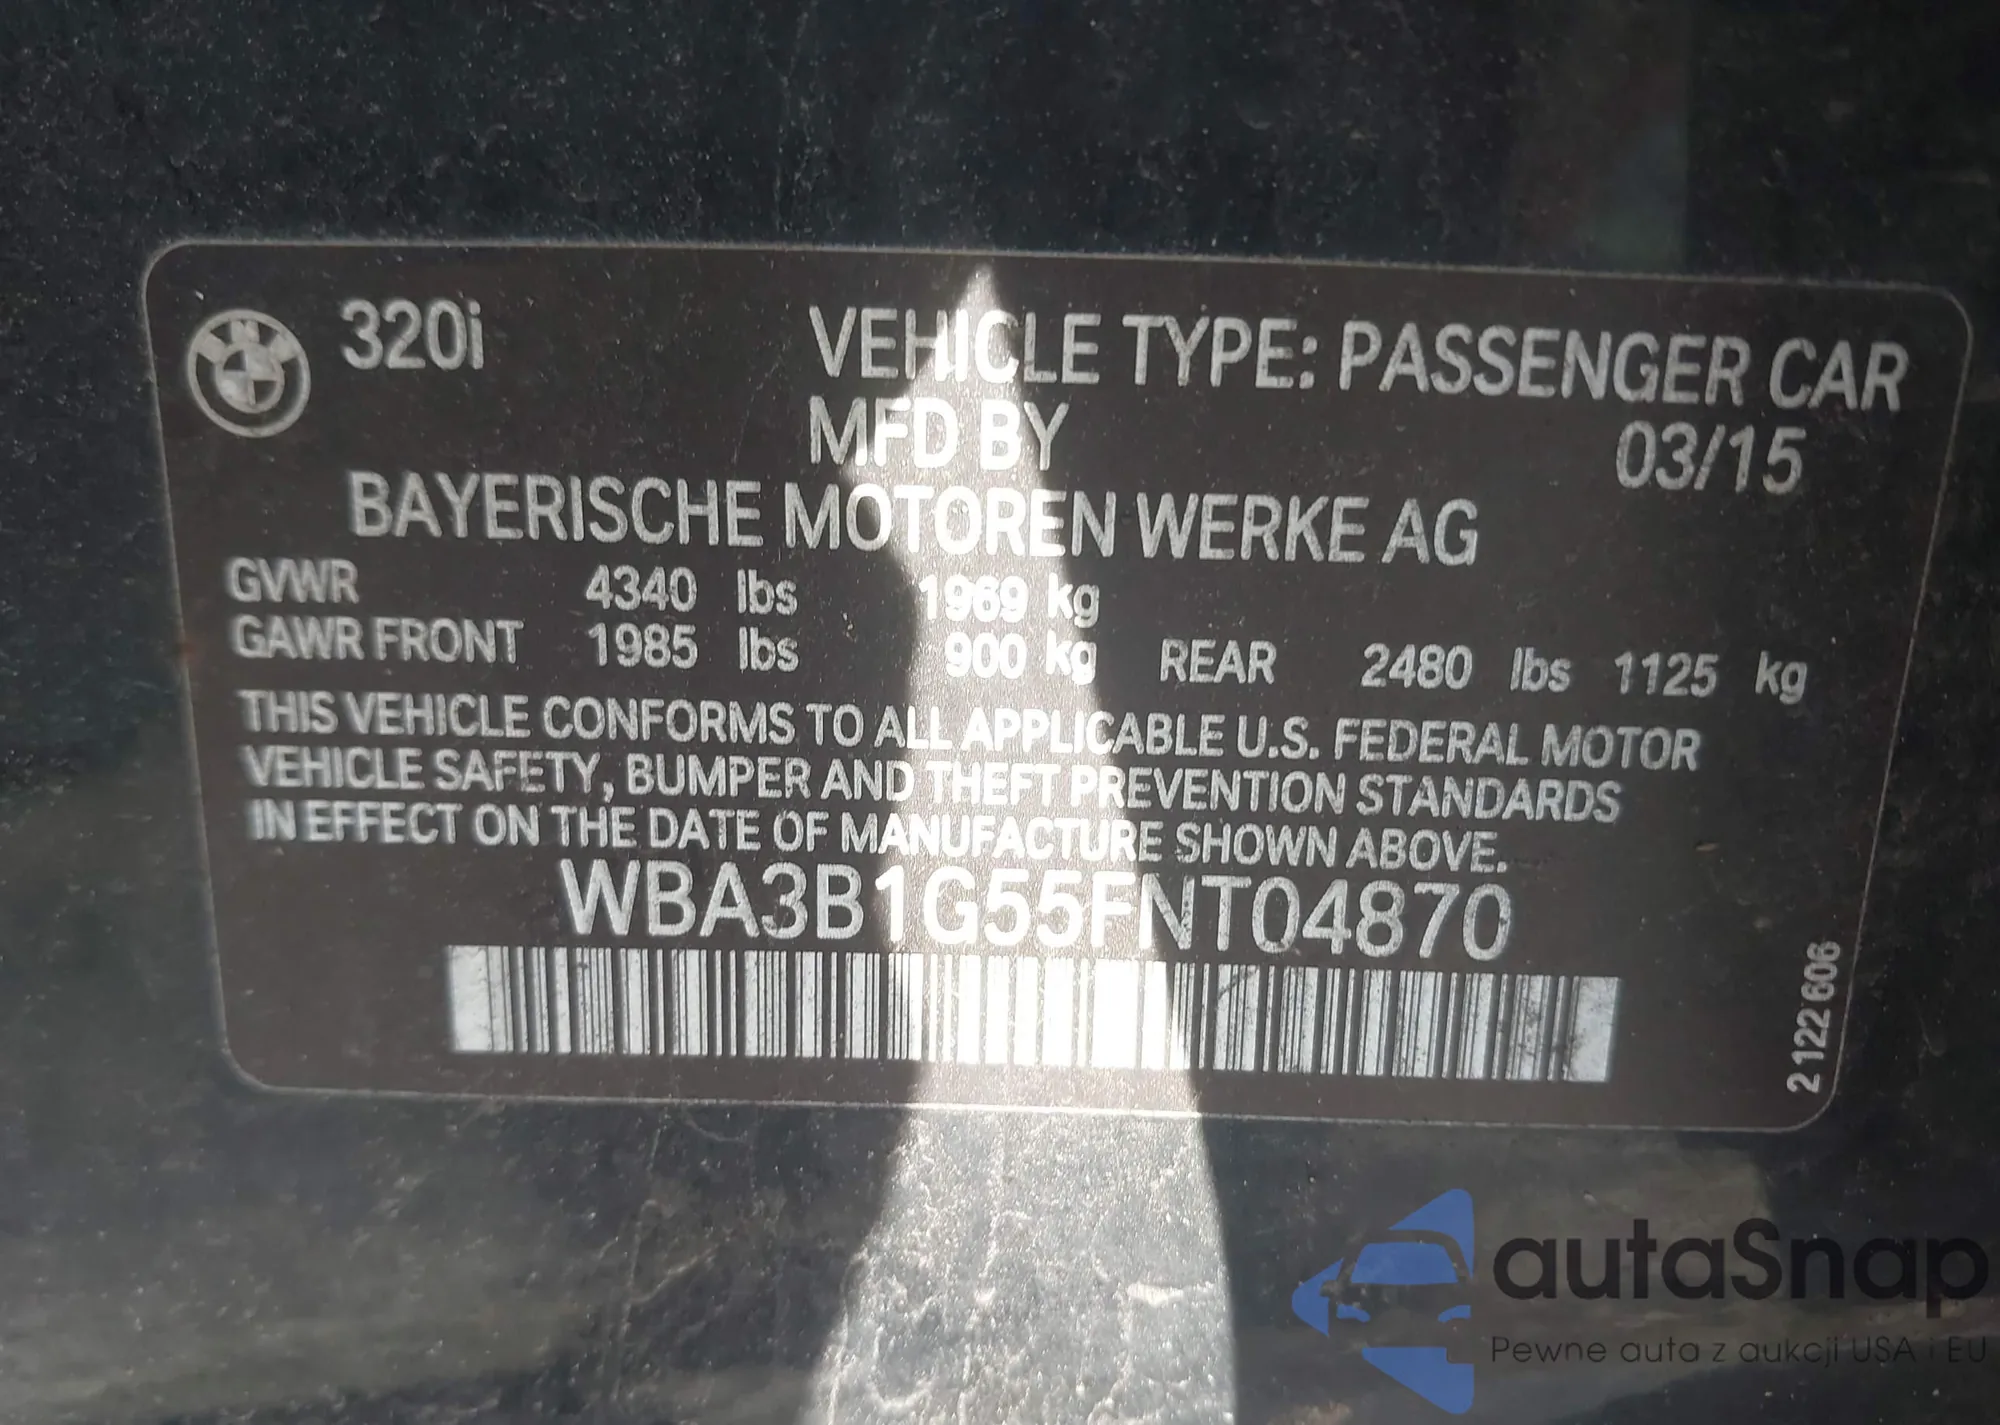 320i
VEHICLE TYPE: PASSENGER CAR
MFD BY 03/15
BAYERISCHE MOTOREN WERKE AG
GVWR 4340 lbs 1969 kg
GAWR FRONT 1985 lbs 900 kg REAR 2480 lbs 1125 kg
THIS VEHICLE CONFORMS TO ALL APPLICABLE U.S. FEDERAL MOTOR
VEHICLE SAFETY, BUMPER AND THEFT PREVENTION STANDARDS
IN EFFECT ON THE DATE OF MANUFACTURE SHOWN ABOVE.
WBA3B1G55FNT04870
2 122 606
autaSnap
Pewne auta z aukcji USA i EU